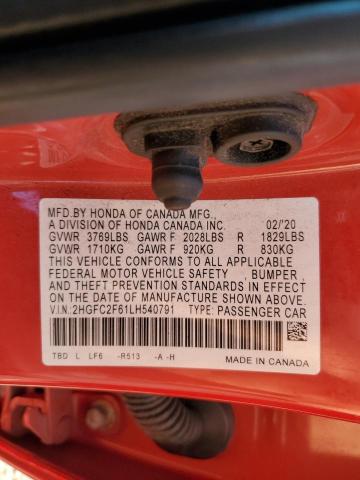 MFD.BY HONDA OF CANADA MFG.,
A DIVISION OF HONDA CANADA INC. 02/'20
GVWR 3769LBS GAWR F 2028LBS R 1829LBS
GVWR 1710KG GAWR F 920KG R 830KG
THIS VEHICLE CONFORMS TO ALL APPLICABLE
FEDERAL MOTOR VEHICLE SAFETY , BUMPER ,
AND THEFT PREVENTION STANDARDS IN EFFECT
ON THE DATE OF MANUFACTURE SHOWN ABOVE.
V.I.N.:2HGFC2F61LH540791 TYPE: PASSENGER CAR
TBD L LF6 -R513 -A -H MADE IN CANADA